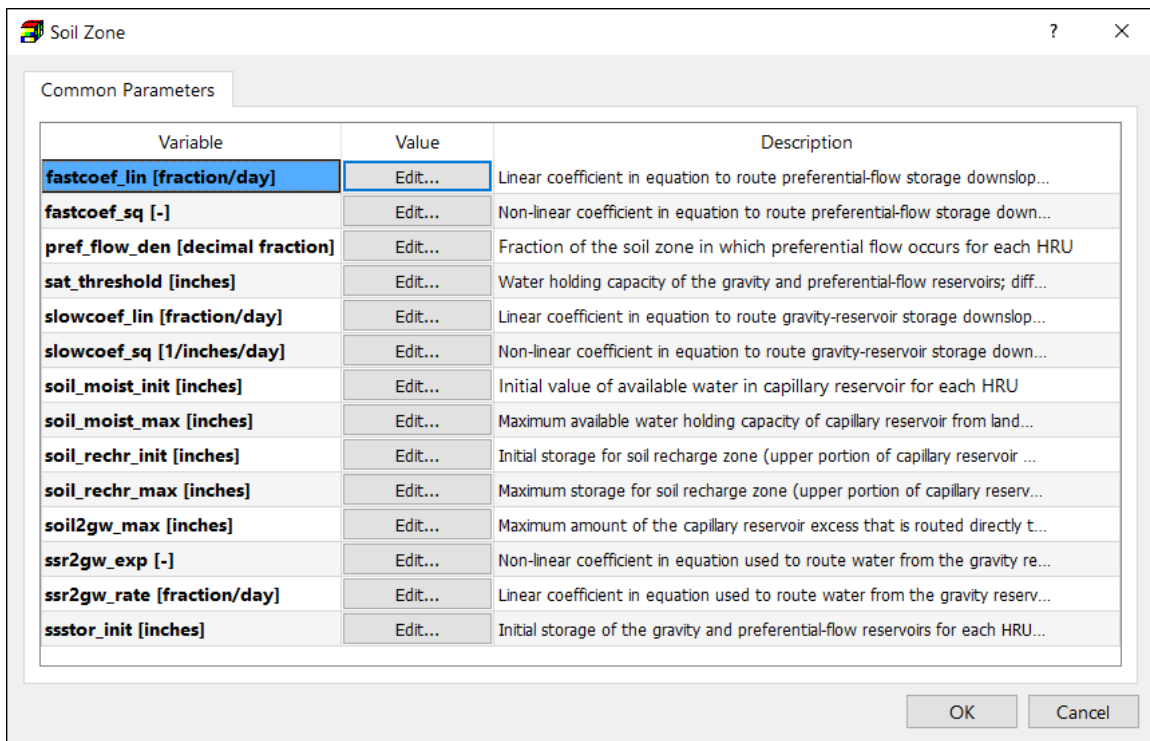 Soil Zone ? ×
Common Parameters
Variable Value Description
fastcoef_lin [fraction/day] Edit... Linear coefficient in equation to route preferential-flow storage downslop...
fastcoef_sq [-] Edit... Non-linear coefficient in equation to route preferential-flow storage down...
pref_flow_den [decimal fraction] Edit... Fraction of the soil zone in which preferential flow occurs for each HRU
sat_threshold [inches] Edit... Water holding capacity of the gravity and preferential-flow reservoirs; diff...
slowcoef_lin [fraction/day] Edit... Linear coefficient in equation to route gravity-reservoir storage downslop...
slowcoef_sq [1/inches/day] Edit... Non-linear coefficient in equation to route gravity-reservoir storage down...
soil_moist_init [inches] Edit... Initial value of available water in capillary reservoir for each HRU
soil_moist_max [inches] Edit... Maximum available water holding capacity of capillary reservoir from land...
soil_rechr_init [inches] Edit... Initial storage for soil recharge zone (upper portion of capillary reservoir ...
soil_rechr_max [inches] Edit... Maximum storage for soil recharge zone (upper portion of capillary reserv...
soil2gw_max [inches] Edit... Maximum amount of the capillary reservoir excess that is routed directly t...
ssr2gw_exp [-] Edit... Non-linear coefficient in equation used to route water from the gravity re...
ssr2gw_rate [fraction/day] Edit... Linear coefficient in equation used to route water from the gravity reserv...
ssstor_init [inches] Edit... Initial storage of the gravity and preferential-flow reservoirs for each HRU...
OK Cancel